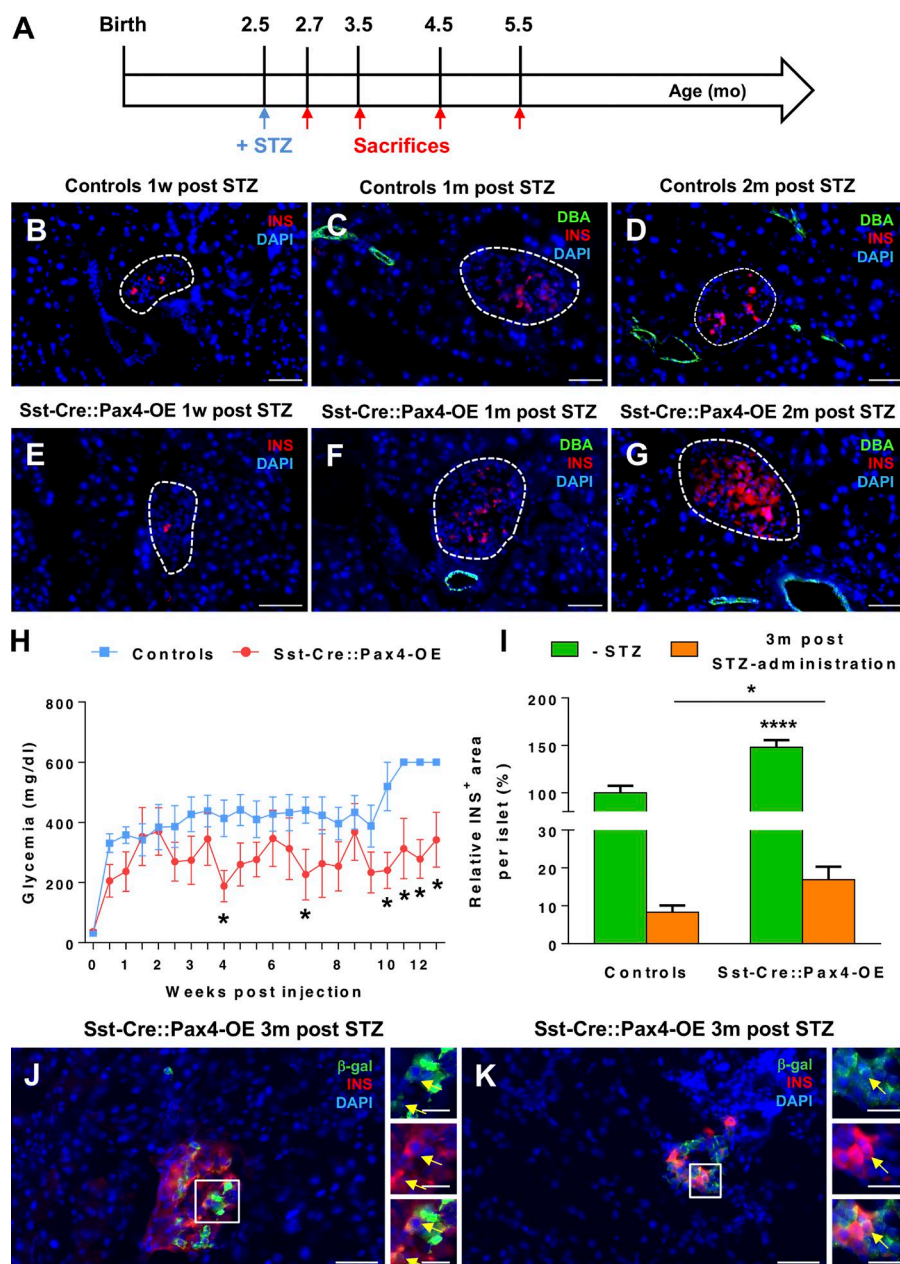 A
Birth 2.5 2.7 3.5 4.5 5.5
Age (mo)
+ STZ Sacrifices
Controls 1w post STZ
Controls 1m post STZ
Controls 2m post STZ
B
INS
DAPI
C
DBA
INS
DAPI
D
DBA
INS
DAPI
Sst-Cre::Pax4-OE 1w post STZ
Sst-Cre::Pax4-OE 1m post STZ
Sst-Cre::Pax4-OE 2m post STZ
E
INS
DAPI
F
DBA
INS
DAPI
G
DBA
INS
DAPI
H
Controls Sst-Cre::Pax4-OE
Glycemia (mg/dl)
800
600
400
200
0
0 1 2 3 4 6 8 10 12
* * * * * *
Weeks post injection
I
- STZ
3m post
STZ-administration
Relative INS+ area
per islet (%)
200
150
100
30
20
10
0
*
****
Controls Sst-Cre::Pax4-OE
Sst-Cre::Pax4-OE 3m post STZ
Sst-Cre::Pax4-OE 3m post STZ
J
β-gal
INS
DAPI
K
β-gal
INS
DAPI